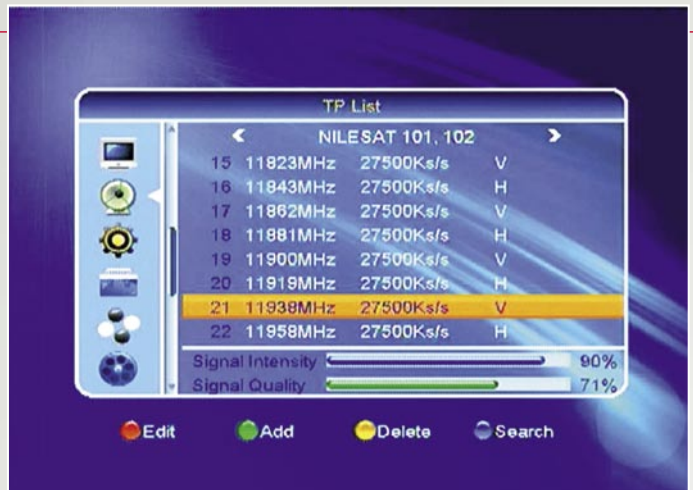 TP List
NILESAT 101, 102
15 11823MHz 27500Ks/s V
16 11843MHz 27500Ks/s H
17 11862MHz 27500Ks/s V
18 11881MHz 27500Ks/s H
19 11900MHz 27500Ks/s V
20 11919MHz 27500Ks/s H
21 11938MHz 27500Ks/s V
22 11958MHz 27500Ks/s H
Signal Intensity 90%
Signal Quality 71%
Edit Add Delete Search